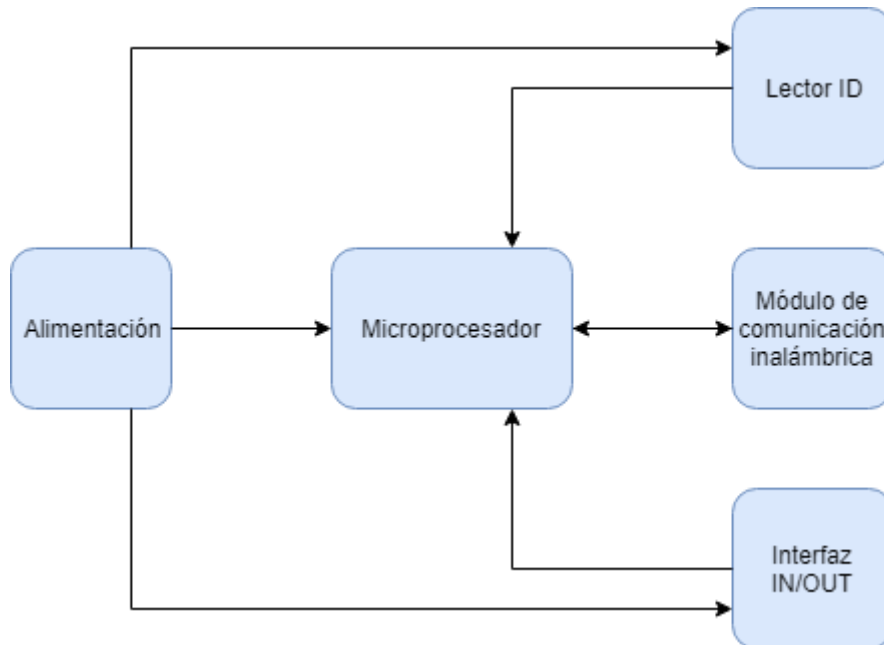 Lector ID
Alimentación
Microprocesador
Módulo de
comunicación
inalámbrica
Interfaz
IN/OUT